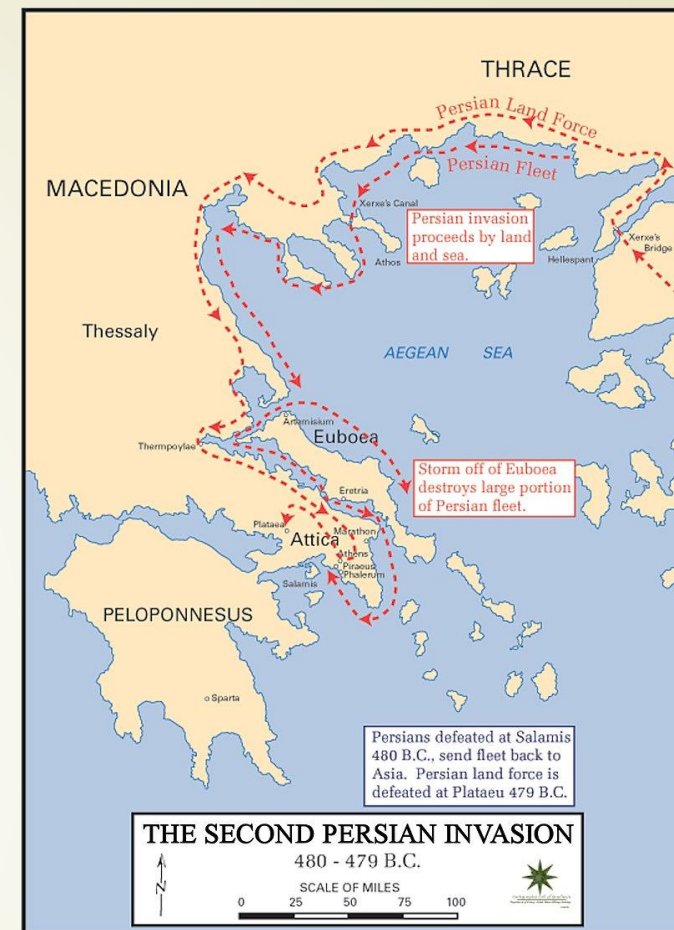 THRACE
Persian Land Force
Persian Fleet
MACEDONIA
Xerxe's Canal
Persian invasion
proceeds by land
and sea.
Xerxe's
Bridge
Athos
Hellespant
Thessaly
AEGEAN SEA
Artemisium
Euboea
Thermpoylae
Storm off of Euboea
destroys large portion
of Persian fleet.
Eretria
Plataea
Marathon
Attica
Athens
Piraeus
Phalerum
Salamis
PELOPONNESUS
Sparta
Persians defeated at Salamis
480 B.C., send fleet back to
Asia. Persian land force is
defeated at Plataeu 479 B.C.
THE SECOND PERSIAN INVASION
480 - 479 B.C.
N
SCALE OF MILES
0 25 50 75 100